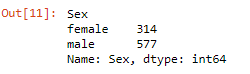 Out[11]: Sex
female    314
male      577
Name: Sex, dtype: int64